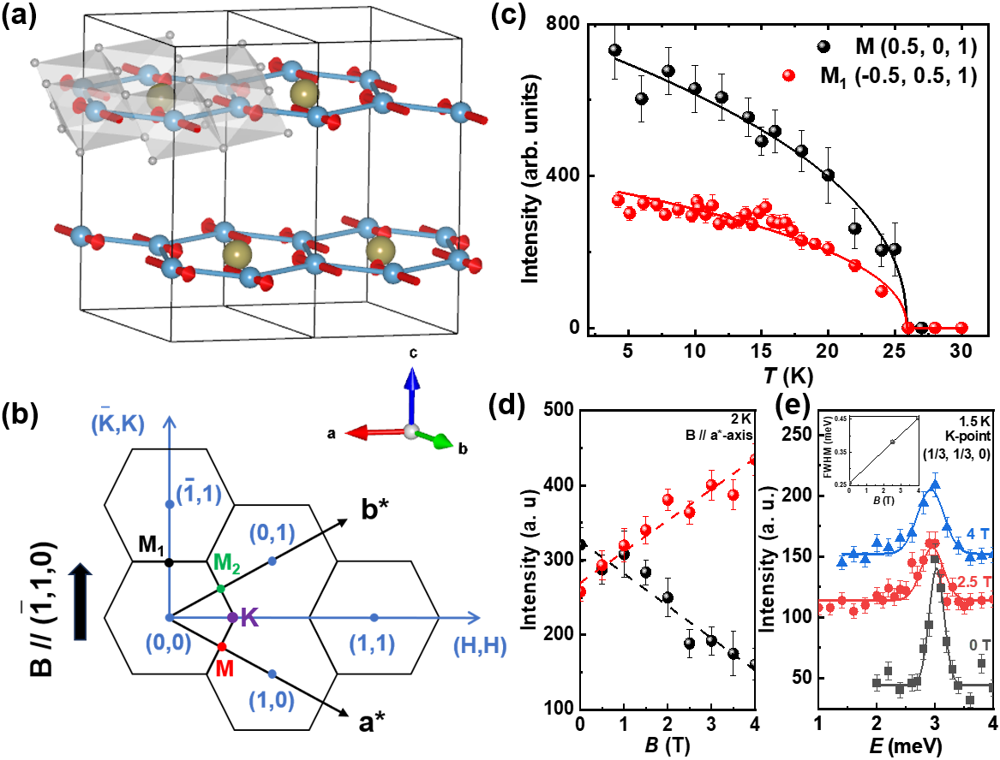 (a)
c
a
b
(b)
(K̄,K)
(1̄,1)
b*
(0,1)
M₁
M₂
K
B // (1̄,1,0)
(0,0)
(1,1)
(H,H)
M
(1,0)
a*
(c)
800
400
0
Intensity (arb. units)
M (0.5, 0, 1)
M₁ (-0.5, 0.5, 1)
5 10 15 20 25 30
T (K)
(d)
500
400
300
200
100
Intensity (a. u)
2 K
B // a*-axis
0 1 2 3 4
B (T)
(e)
250
200
150
100
50
Intensity (a. u.)
0.45
0.35
0.25
FWHM (meV)
0 1 2 3 4
B (T)
1.5 K
K-point
(1/3, 1/3, 0)
4 T
2.5 T
0 T
1 2 3 4
E (meV)